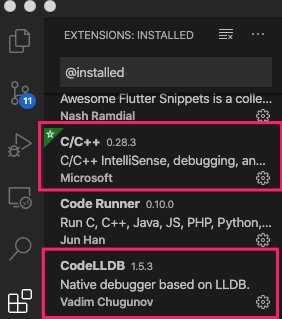 EXTENSIONS: INSTALLED
@installed
Awesome Flutter Snippets is a colle...
Nash Ramdial
11
C/C++ 0.28.3
C/C++ IntelliSense, debugging, an...
Microsoft
Code Runner 0.10.0
Run C, C++, Java, JS, PHP, Python,...
Jun Han
CodeLLDB 1.5.3
Native debugger based on LLDB.
Vadim Chugunov